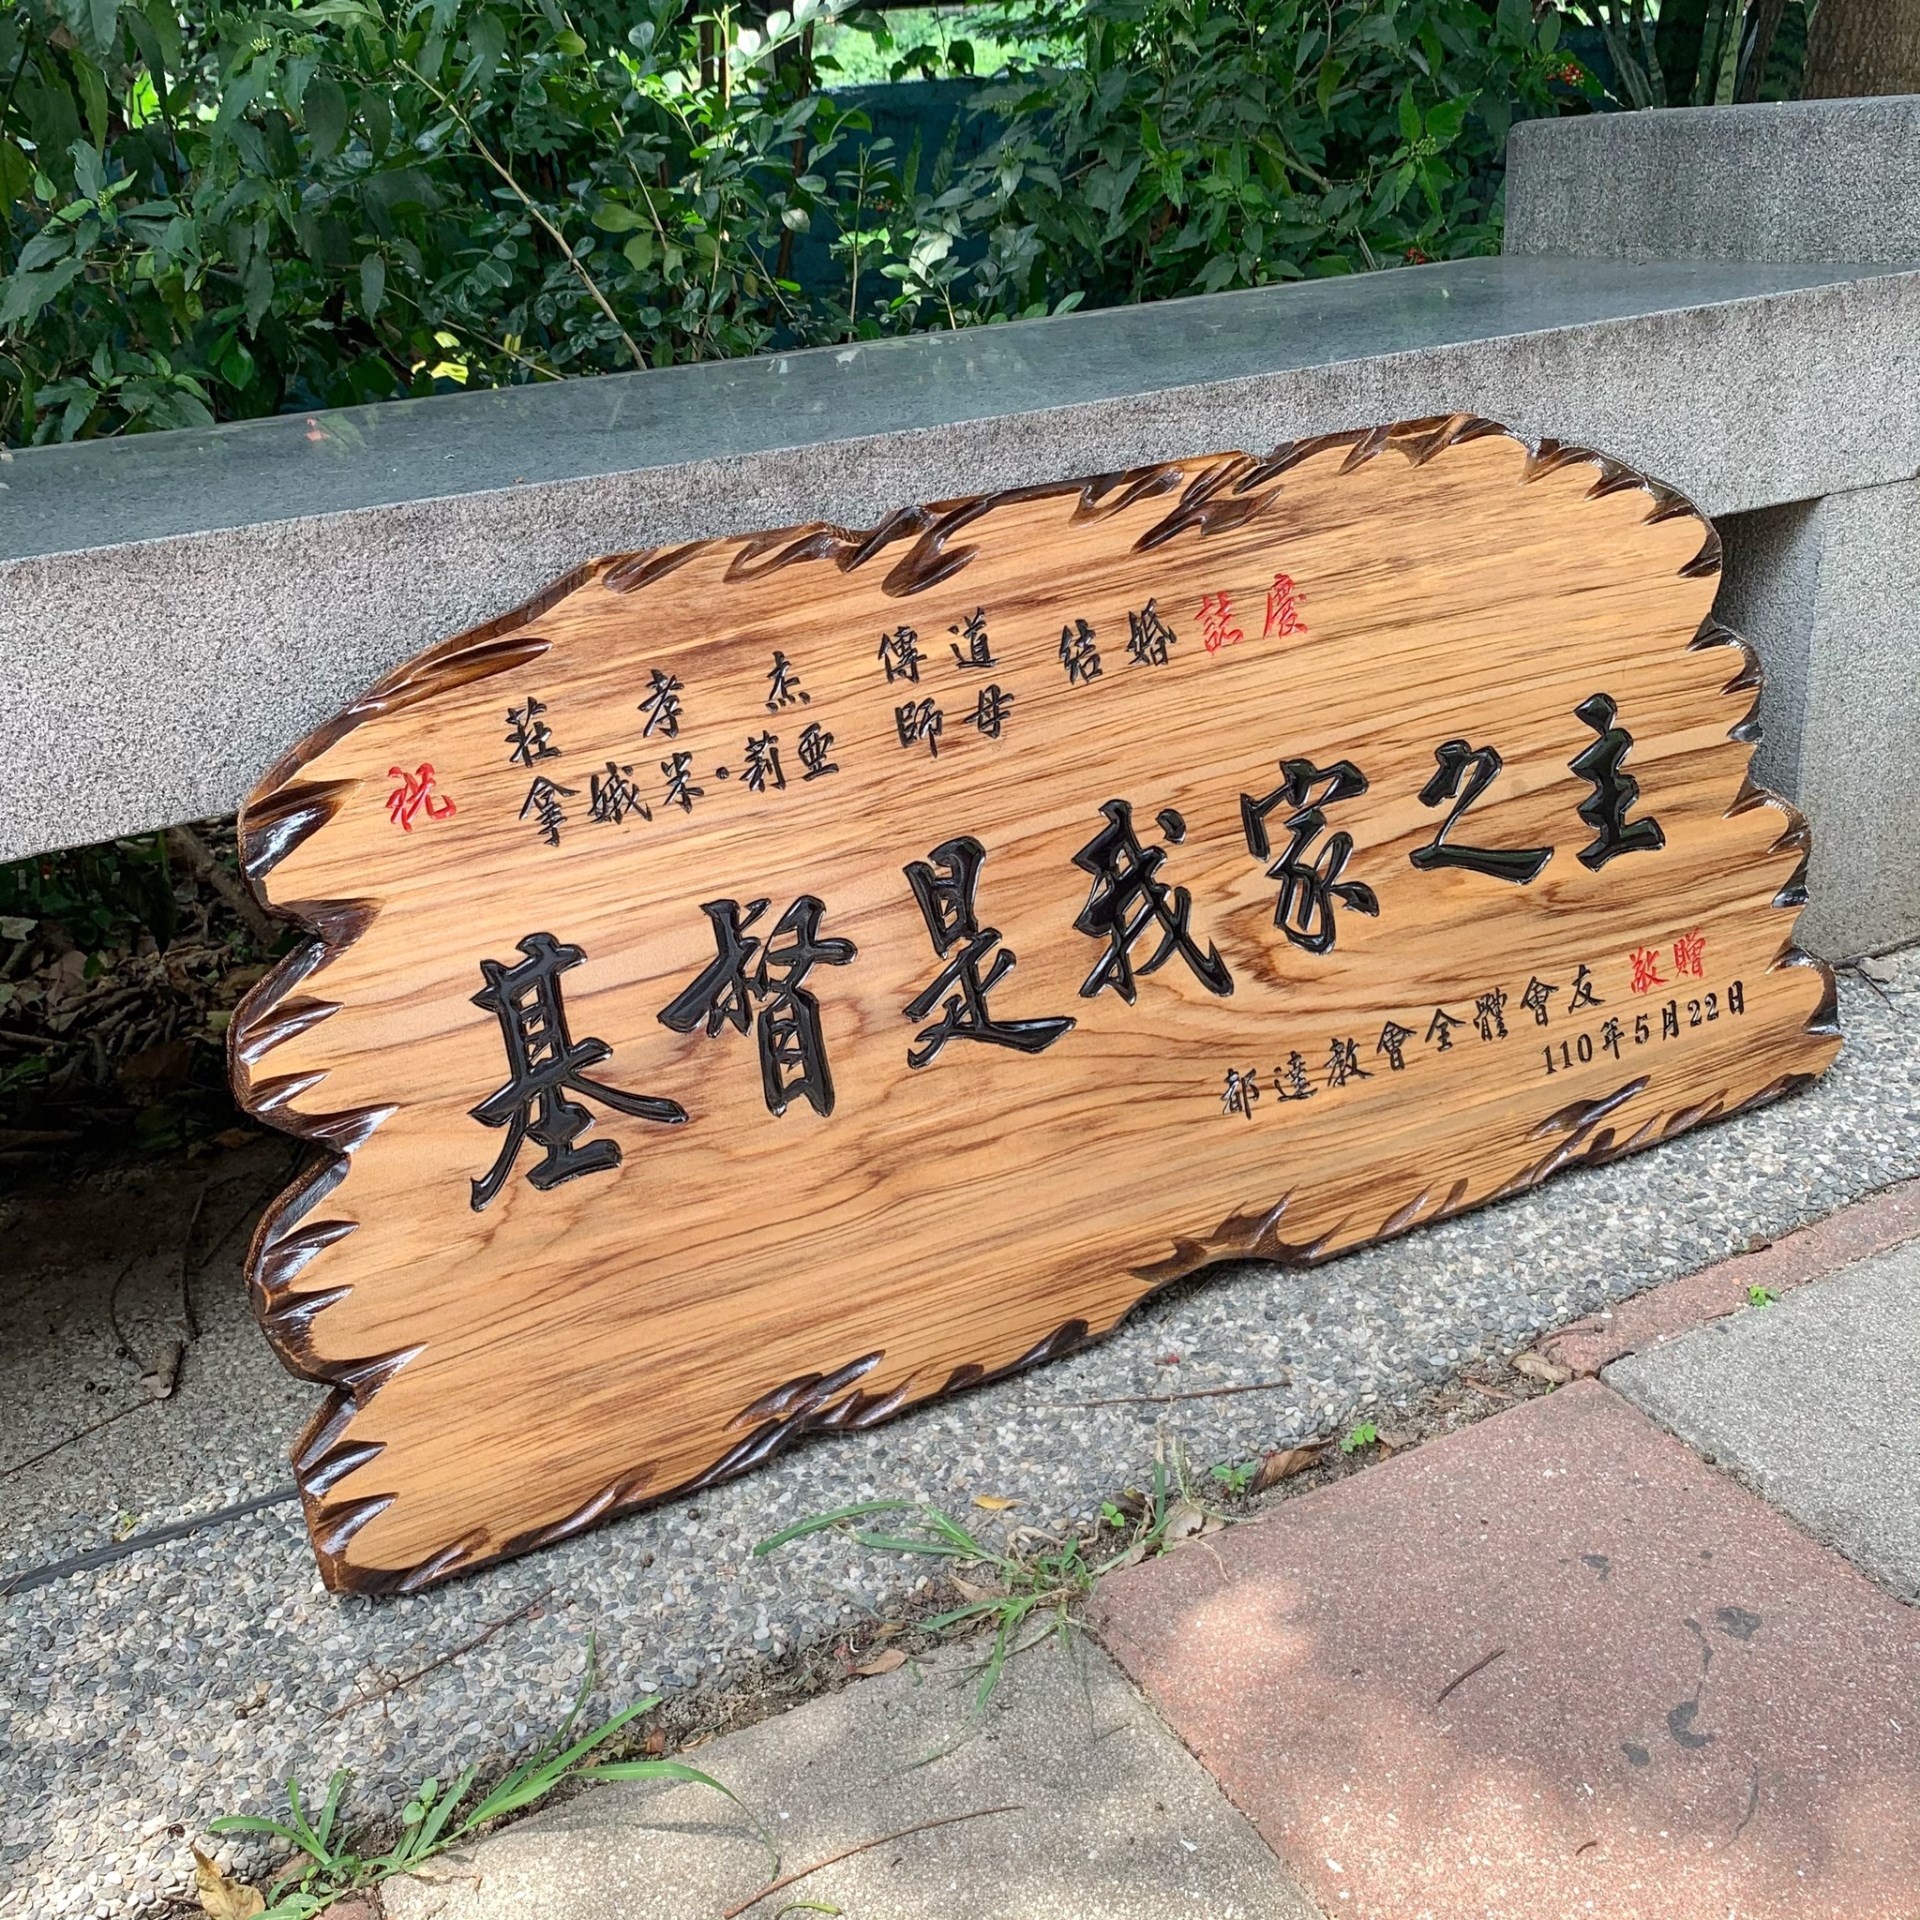 祝
莊孝杰傳道 結婚誌慶
拿娥米·莉亞師母
基督是我家之主
都達教會全體會友 敬贈
110年5月22日